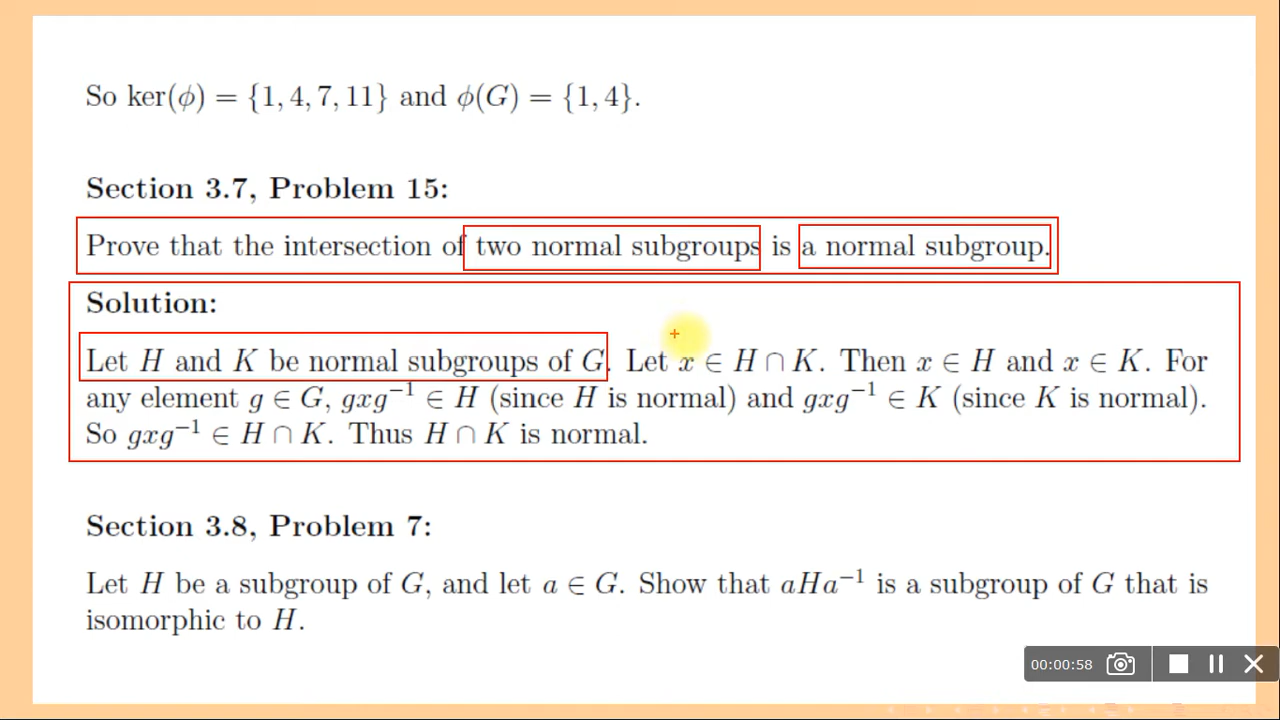 So ker(ϕ) = {1, 4, 7, 11} and ϕ(G) = {1, 4}.
Section 3.7, Problem 15:
Prove that the intersection of two normal subgroups is a normal subgroup.
Solution:
Let H and K be normal subgroups of G. Let x ∈ H ∩ K. Then x ∈ H and x ∈ K. For
any element g ∈ G, gxg⁻¹ ∈ H (since H is normal) and gxg⁻¹ ∈ K (since K is normal).
So gxg⁻¹ ∈ H ∩ K. Thus H ∩ K is normal.
Section 3.8, Problem 7:
Let H be a subgroup of G, and let a ∈ G. Show that aHa⁻¹ is a subgroup of G that is
isomorphic to H.
00:00:58